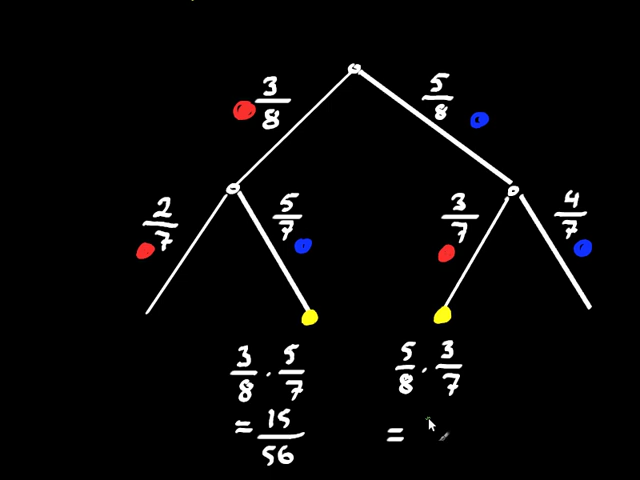 3/8 5/8
2/7 5/7 3/7 4/7
3/8 · 5/7 5/8 · 3/7
= 15/56 =